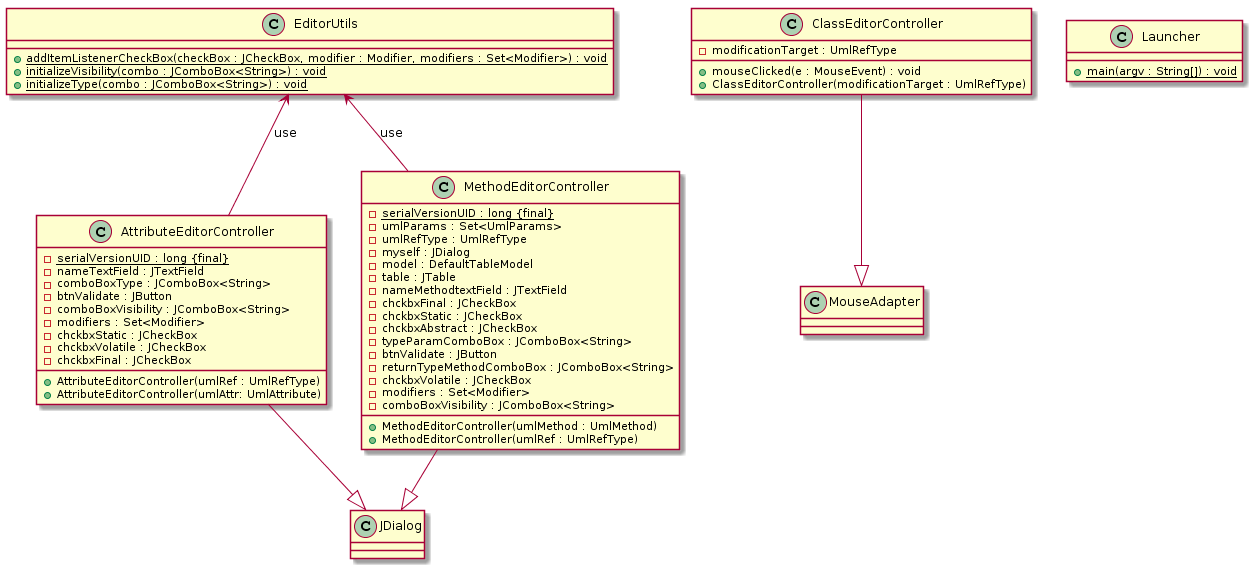 C EditorUtils
addItemListenerCheckBox(checkBox : JCheckBox, modifier : Modifier, modifiers : Set<Modifier>) : void
initializeVisibility(combo : JComboBox<String>) : void
initializeType(combo : JComboBox<String>) : void
C ClassEditorController
modificationTarget : UmlRefType
mouseClicked(e : MouseEvent) : void
ClassEditorController(modificationTarget : UmlRefType)
C Launcher
main(argv : String[]) : void
use
use
C AttributeEditorController
serialVersionUID : long {final}
nameTextField : JTextField
comboBoxType : JComboBox<String>
btnValidate : JButton
comboBoxVisibility : JComboBox<String>
modifiers : Set<Modifier>
chckbxStatic : JCheckBox
chckbxVolatile : JCheckBox
chckbxFinal : JCheckBox
AttributeEditorController(umlRef : UmlRefType)
AttributeEditorController(umlAttr: UmlAttribute)
C MethodEditorController
serialVersionUID : long {final}
umlParams : Set<UmlParams>
umlRefType : UmlRefType
myself : JDialog
model : DefaultTableModel
table : JTable
nameMethodtextField : JTextField
chckbxFinal : JCheckBox
chckbxStatic : JCheckBox
chckbxAbstract : JCheckBox
typeParamComboBox : JComboBox<String>
btnValidate : JButton
returnTypeMethodComboBox : JComboBox<String>
chckbxVolatile : JCheckBox
modifiers : Set<Modifier>
comboBoxVisibility : JComboBox<String>
MethodEditorController(umlMethod : UmlMethod)
MethodEditorController(umlRef : UmlRefType)
C MouseAdapter
C JDialog